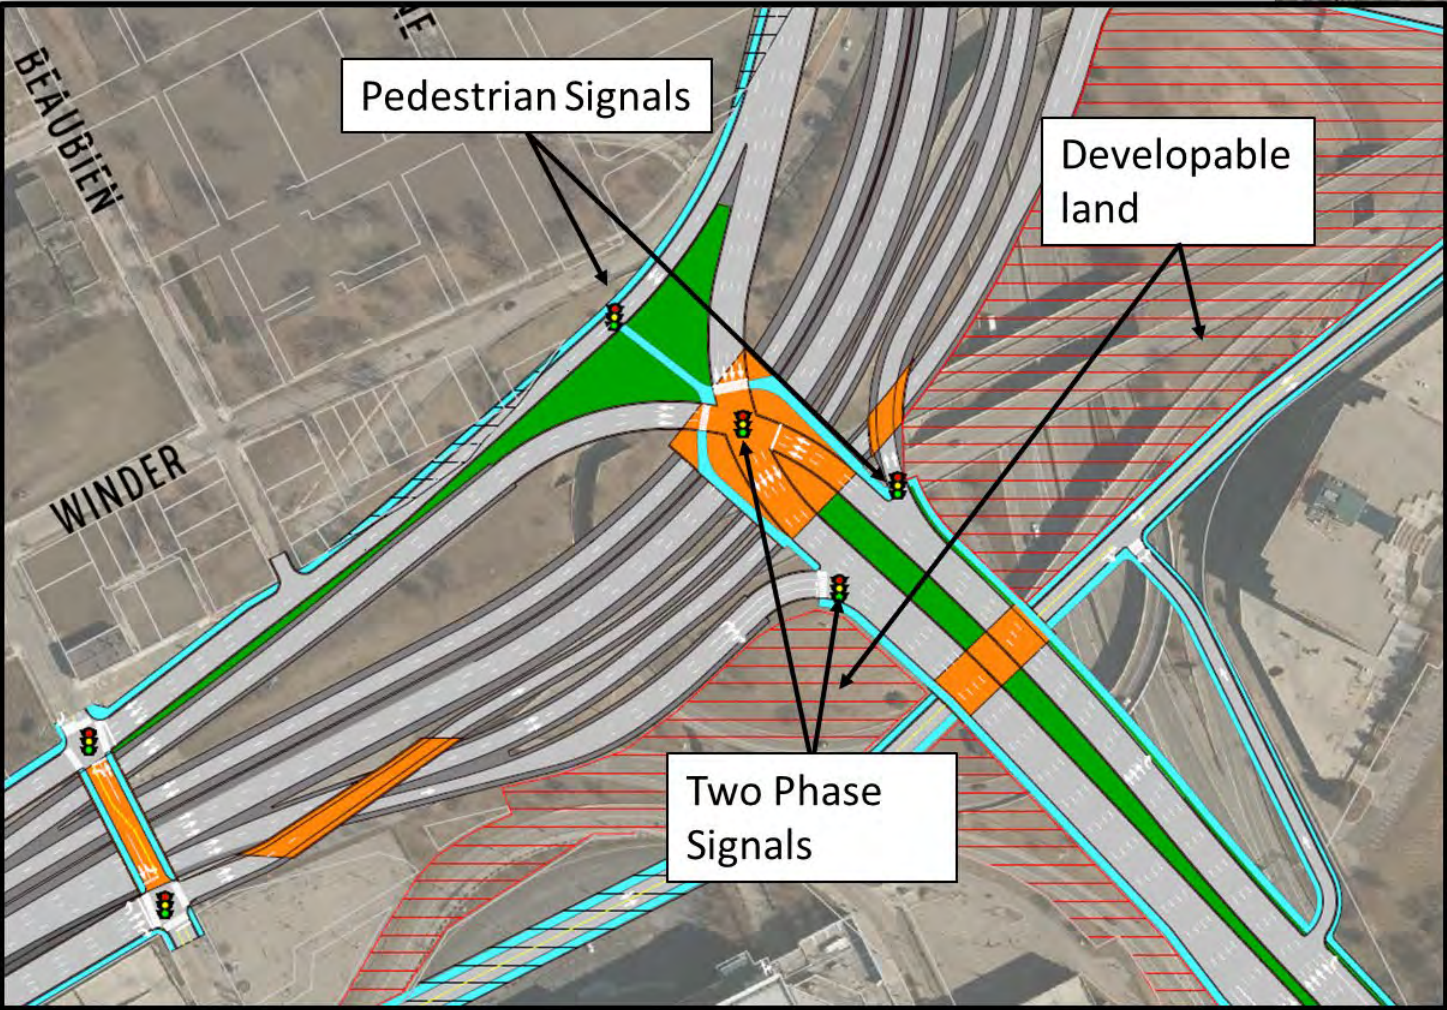 BEAUBIEN
Pedestrian Signals
Developable
land
WINDER
Two Phase
Signals